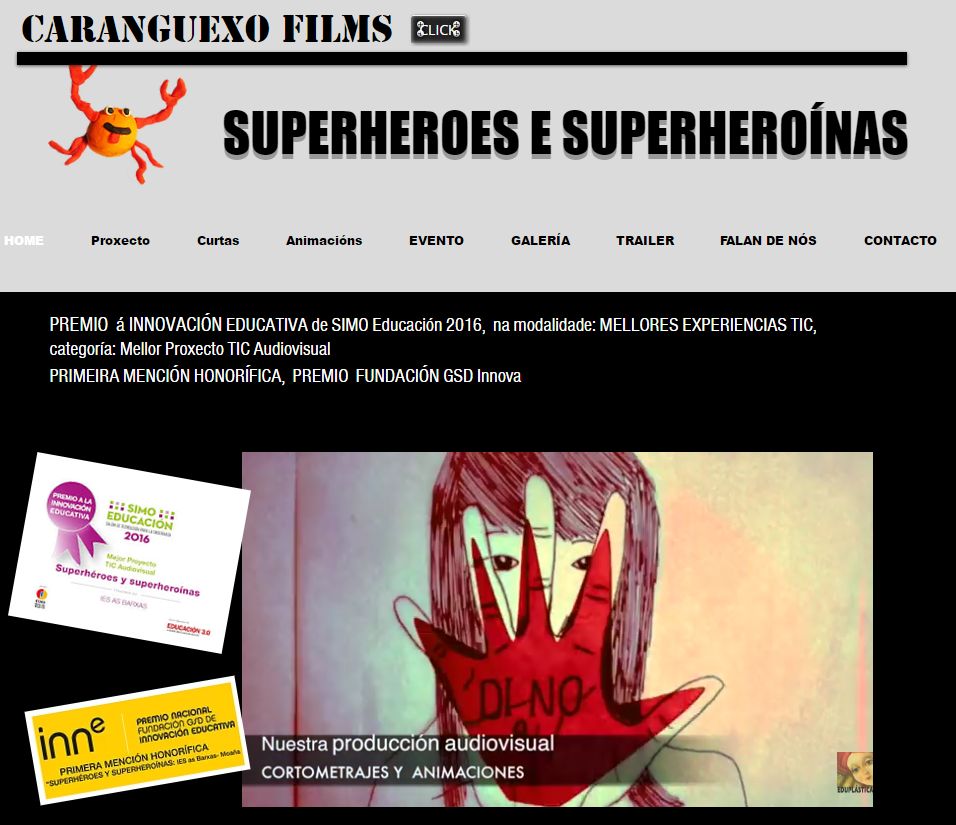 CARANGUEXO FILMS
CLICK
SUPERHEROES E SUPERHEROÍNAS
HOME Proxecto Curtas Animacións EVENTO GALERÍA TRAILER FALAN DE NÓS CONTACTO
PREMIO á INNOVACIÓN EDUCATIVA de SIMO Educación 2016, na modalidade: MELLORES EXPERIENCIAS TIC,
categoría: Mellor Proxecto TIC Audiovisual
PRIMEIRA MENCIÓN HONORÍFICA, PREMIO FUNDACIÓN GSD Innova
PREMIO A LA
INNOVACIÓN
EDUCATIVA
SIMO
EDUCACIÓN
2016
Mejor Proyecto
TIC Audiovisual
Superhéroes y superheroínas
IES AS BARXAS
EDUCACIÓN 3.0
inne
PREMIO NACIONAL
FUNDACIÓN GSD DE
INNOVACIÓN EDUCATIVA
PRIMERA MENCIÓN HONORÍFICA
"SUPERHÉROES Y SUPERHEROÍNAS: IES as Barxas- Moaña
DI NO
Nuestra producción audiovisual
CORTOMETRAJES Y ANIMACIONES
EDUPLÁSTICA